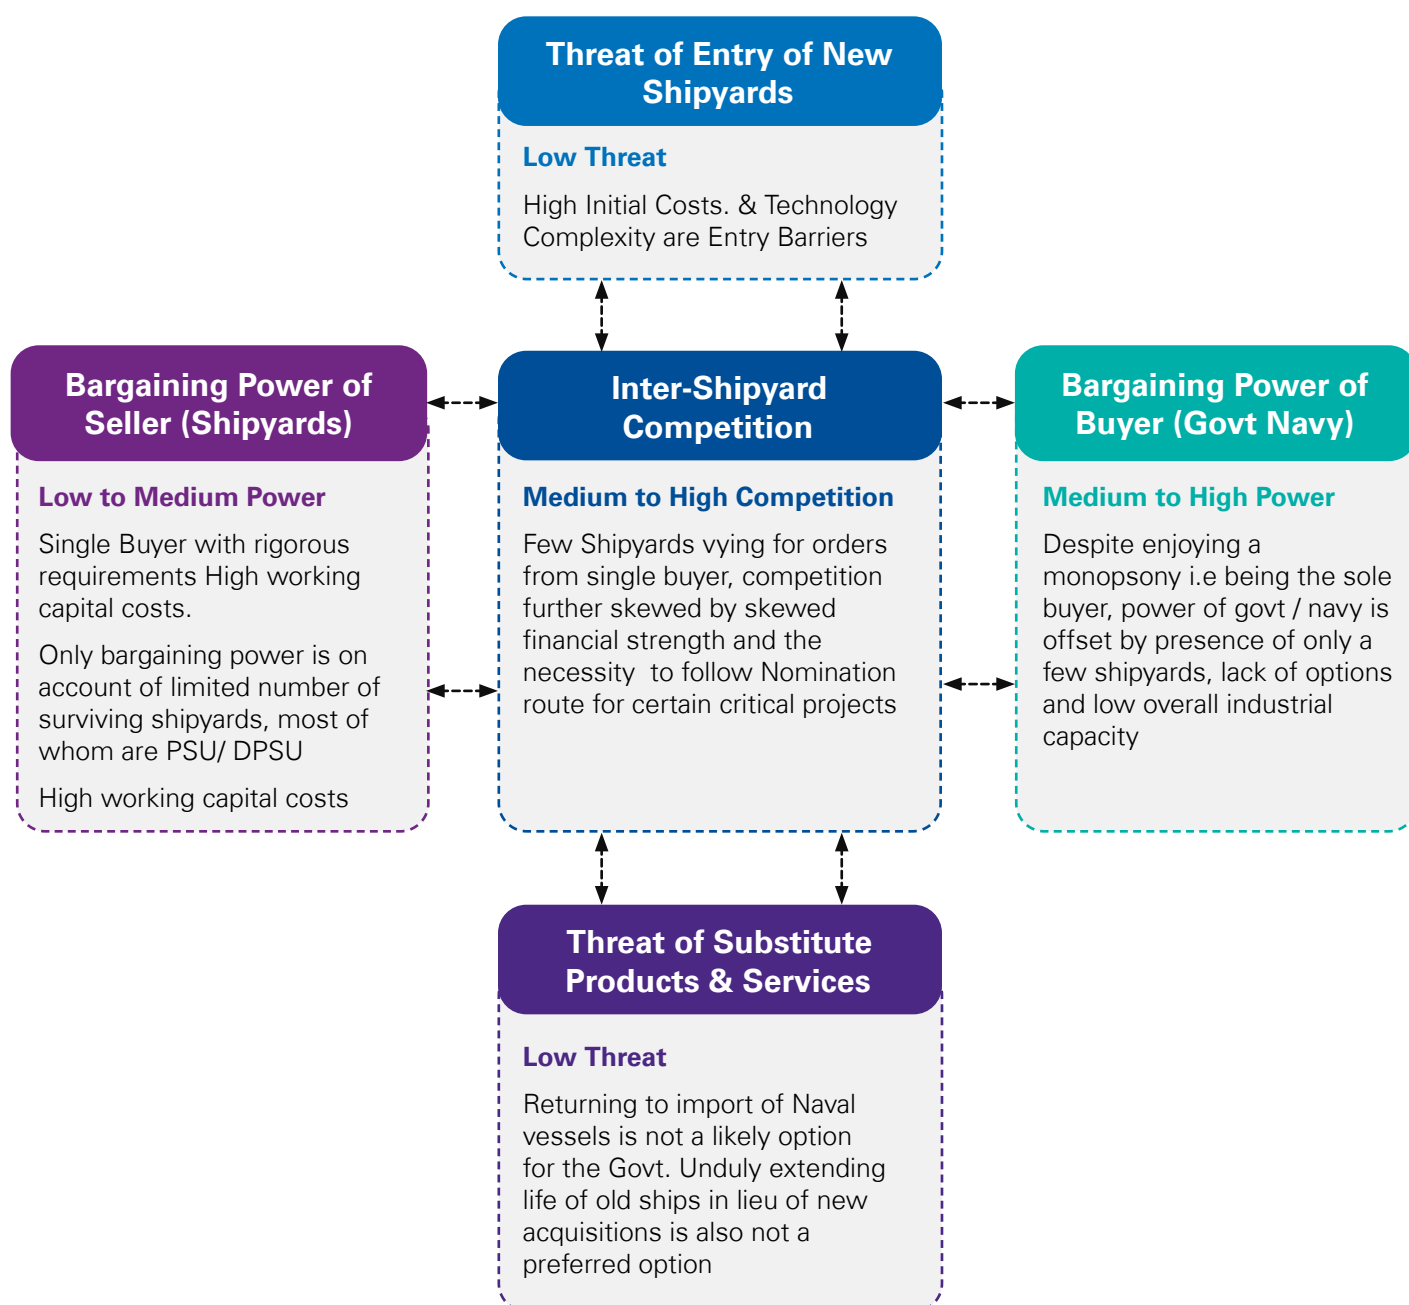 Threat of Entry of New
Shipyards
Low Threat
High Initial Costs. & Technology
Complexity are Entry Barriers
Bargaining Power of
Seller (Shipyards)
Low to Medium Power
Single Buyer with rigorous
requirements High working
capital costs.
Only bargaining power is on
account of limited number of
surviving shipyards, most of
whom are PSU/ DPSU
High working capital costs
Inter-Shipyard
Competition
Medium to High Competition
Few Shipyards vying for orders
from single buyer, competition
further skewed by skewed
financial strength and the
necessity  to follow Nomination
route for certain critical projects
Bargaining Power of
Buyer (Govt Navy)
Medium to High Power
Despite enjoying a
monopsony i.e being the sole
buyer, power of govt / navy is
offset by presence of only a
few shipyards, lack of options
and low overall industrial
capacity
Threat of Substitute
Products & Services
Low Threat
Returning to import of Naval
vessels is not a likely option
for the Govt. Unduly extending
life of old ships in lieu of new
acquisitions is also not a
preferred option